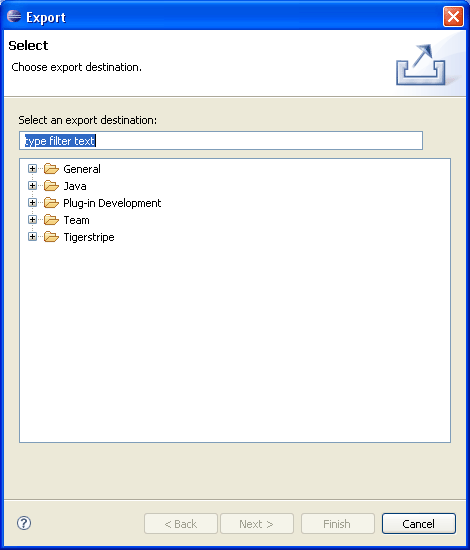 Export
Select
Choose export destination.
Select an export destination:
type filter text
General
Java
Plug-in Development
Team
Tigerstripe
< Back
Next >
Finish
Cancel